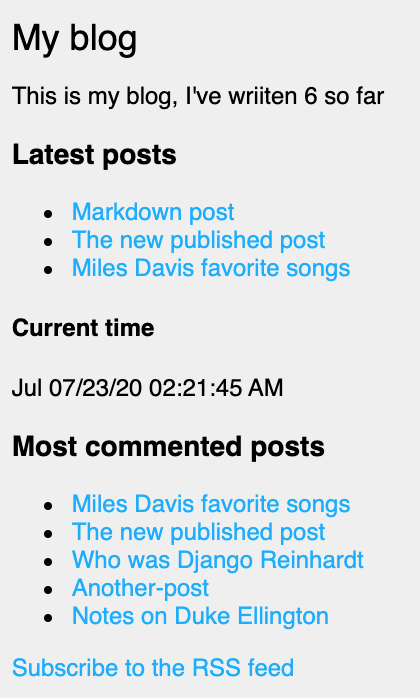 My blog
This is my blog, I've wriiten 6 so far
Latest posts
Markdown post
The new published post
Miles Davis favorite songs
Current time
Jul 07/23/20 02:21:45 AM
Most commented posts
Miles Davis favorite songs
The new published post
Who was Django Reinhardt
Another-post
Notes on Duke Ellington
Subscribe to the RSS feed